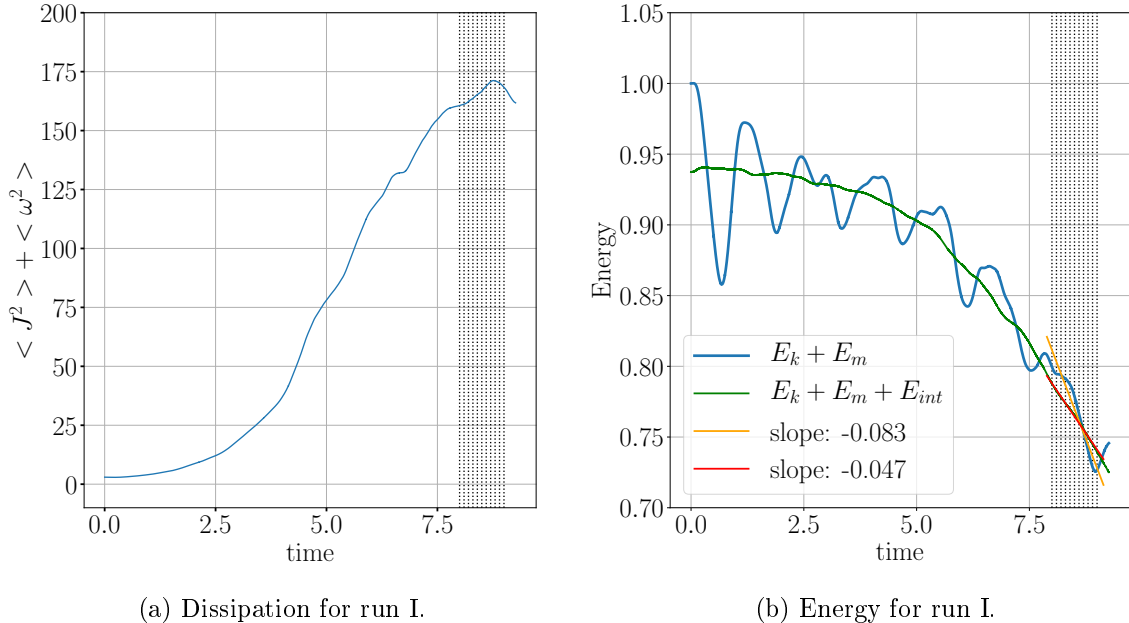 200
175
150
125
100
75
50
25
0
< J² > + < ω² >
0.0 2.5 5.0 7.5
time
(a) Dissipation for run I.
1.05
1.00
0.95
0.90
0.85
0.80
0.75
0.70
Energy
E_k + E_m
E_k + E_m + E_int
slope: -0.083
slope: -0.047
0.0 2.5 5.0 7.5
time
(b) Energy for run I.